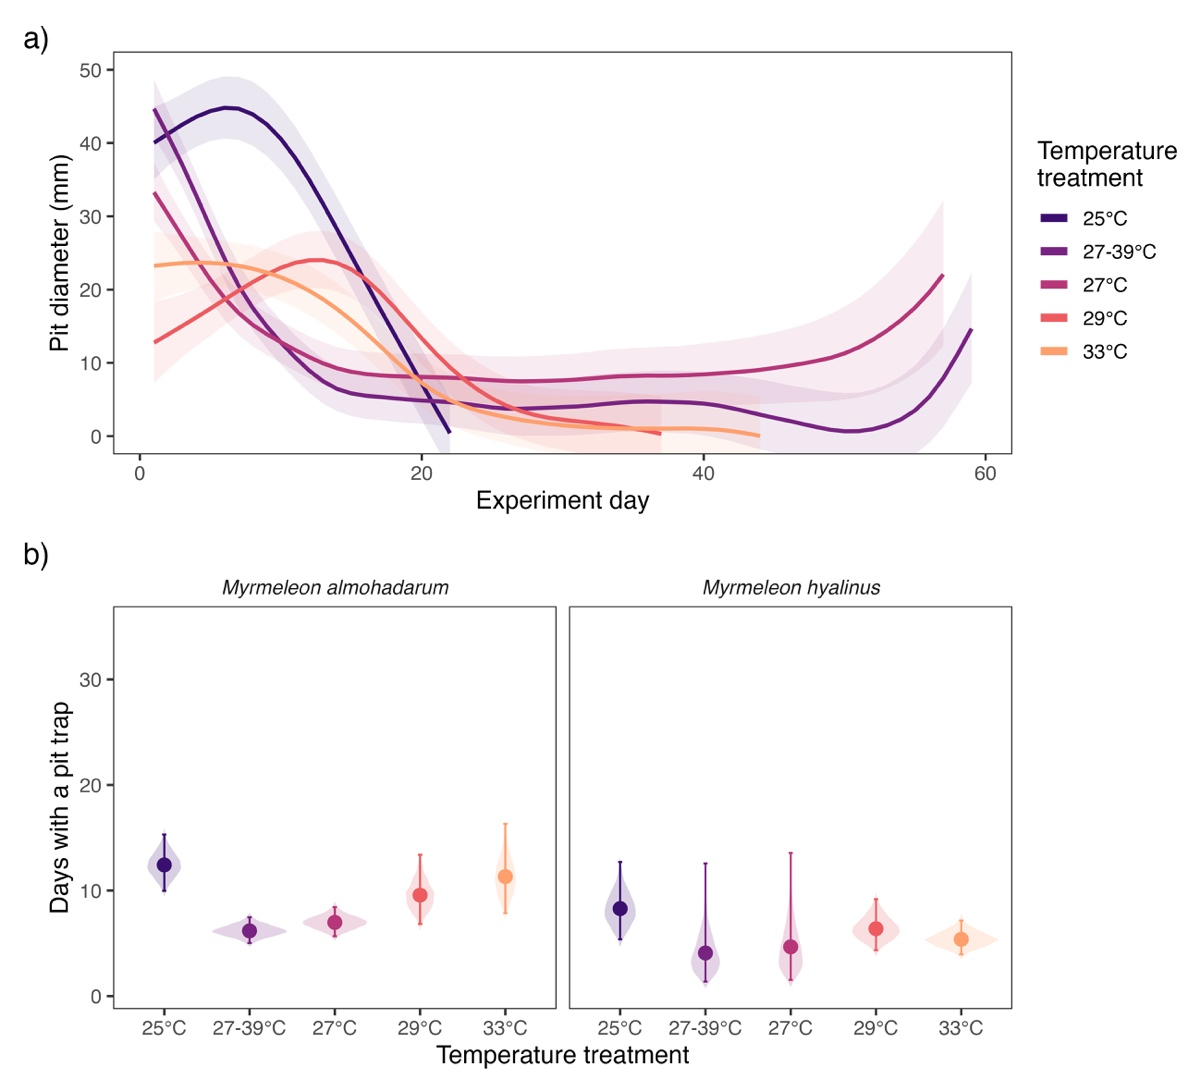 a)
50
40
30
20
10
0
Pit diameter (mm)
0 20 40 60
Experiment day
Temperature
treatment
25°C
27-39°C
27°C
29°C
33°C
b)
Myrmeleon almohadarum Myrmeleon hyalinus
30
20
10
0
Days with a pit trap
25°C 27-39°C 27°C 29°C 33°C 25°C 27-39°C 27°C 29°C 33°C
Temperature treatment